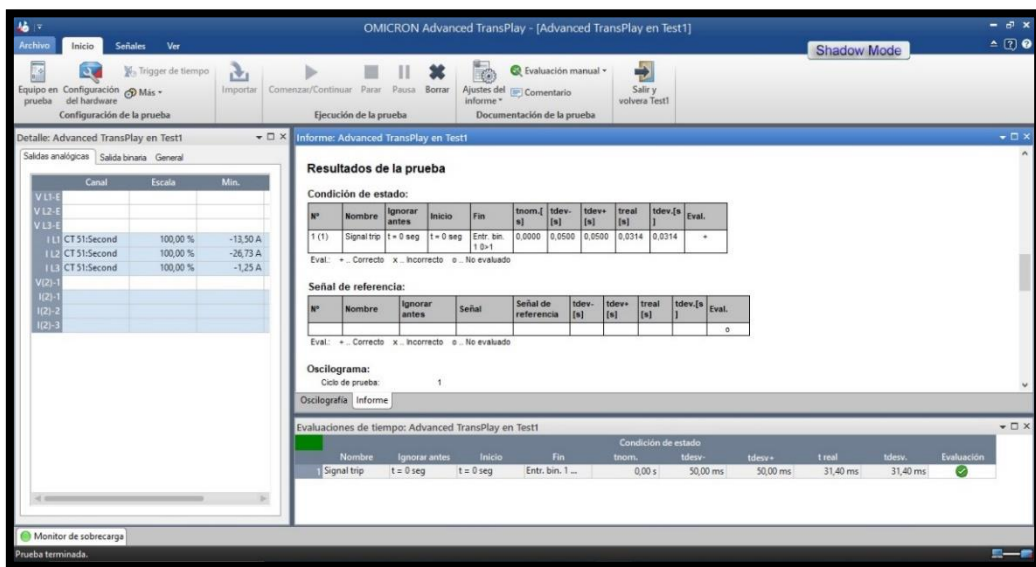 OMICRON Advanced TransPlay - [Advanced TransPlay en Test1]
Archivo Inicio Señales Ver
Shadow Mode
Equipo en prueba
Configuración del hardware
Trigger de tiempo
Más
Importar
Comenzar/Continuar Parar Pausa Borrar
Ajustes del informe
Evaluación manual
Comentario
Salir y volvera Test1
Configuración de la prueba
Ejecución de la prueba
Documentación de la prueba
Detalle: Advanced TransPlay en Test1
Salidas analógicas Salida binaria General
Canal Escala Min.
V L1-E
V L2-E
V L3-E
I L1 CT 51:Second 100,00 % -13,50 A
I L2 CT 51:Second 100,00 % -26,73 A
I L3 CT 51:Second 100,00 % -1,25 A
V(2)-1
I(2)-1
I(2)-2
I(2)-3
Informe: Advanced TransPlay en Test1
Resultados de la prueba
Condición de estado:
Nº Nombre Ignorar antes Inicio Fin tnom.[s] tdev-[s] tdev+[s] treal[s] tdev.[s] Eval.
1 (1) Signal trip t = 0 seg t = 0 seg Entr. bin. 1 0>1 0,0000 0,0500 0,0500 0,0314 0,0314 +
Eval.: + .. Correcto x .. Incorrecto o .. No evaluado
Señal de referencia:
Nº Nombre Ignorar antes Señal Señal de referencia tdev-[s] tdev+[s] treal[s] tdev.[s] Eval.
o
Eval.: + .. Correcto x .. Incorrecto o .. No evaluado
Oscilograma:
Ciclo de prueba: 1
Oscilografía Informe
Evaluaciones de tiempo: Advanced TransPlay en Test1
Condición de estado
Nombre Ignorar antes Inicio Fin tnom. tdesv- tdesv+ t real tdesv. Evaluación
1 Signal trip t = 0 seg t = 0 seg Entr. bin. 1 ... 0,00 s 50,00 ms 50,00 ms 31,40 ms 31,40 ms
Monitor de sobrecarga
Prueba terminada.